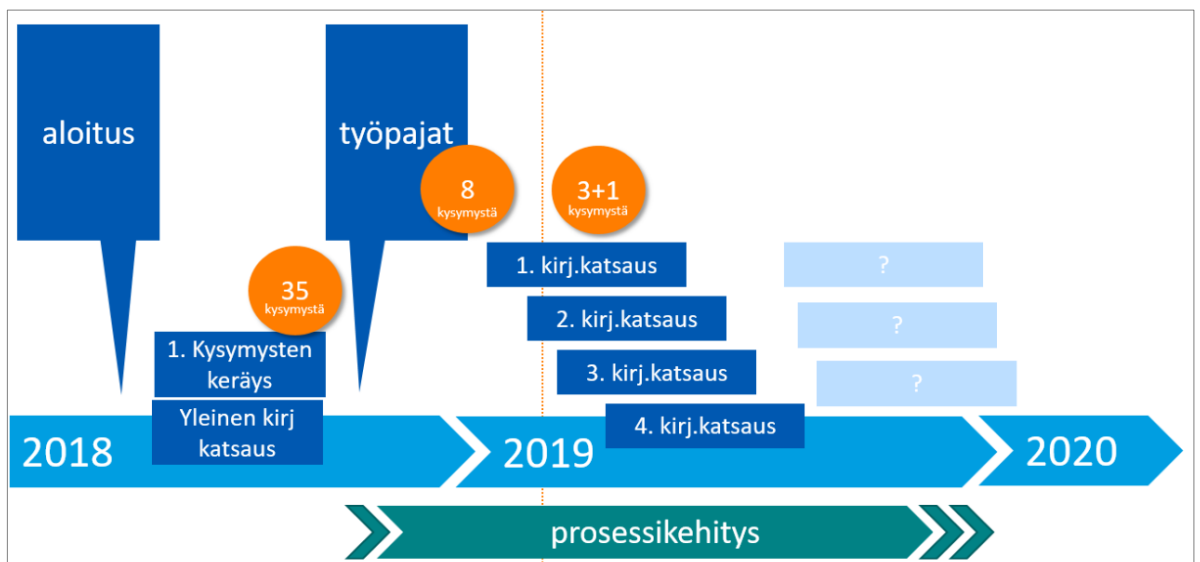 aloitus
työpajat
8
kysymystä
3+1
kysymystä
35
kysymystä
1. Kysymysten
keräys
Yleinen kirj
katsaus
1. kirj.katsaus
2. kirj.katsaus
3. kirj.katsaus
4. kirj.katsaus
?
?
?
2018
2019
2020
prosessikehitys